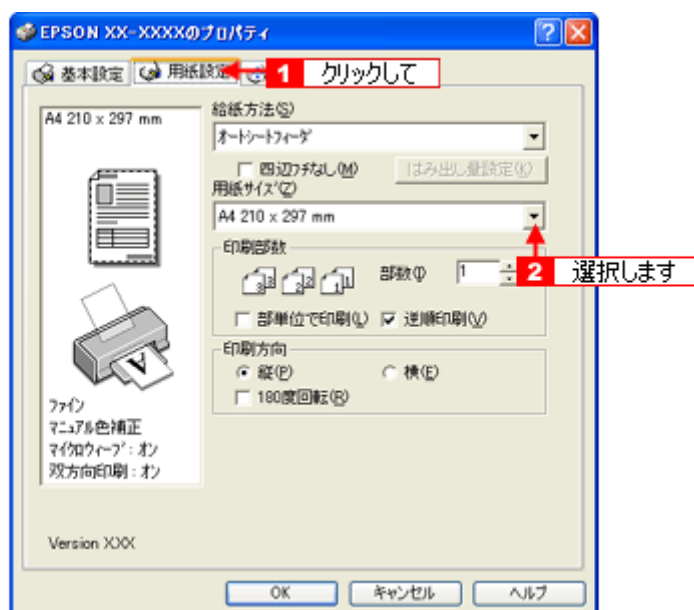 EPSON XX-XXXXのプロパティ
基本設定 用紙設定
1 クリックして
A4 210 x 297 mm
給紙方法(S)
オートシートフィーダ
四辺フチなし(M) はみ出し量設定(K)
用紙サイズ(Z)
A4 210 x 297 mm
2 選択します
印刷部数
部数(I) 1
部単位で印刷(L) 逆順印刷(V)
印刷方向
縦(P) 横(E)
180度回転(R)
ファイン
マニュアル色補正
マイクロウィーブ：オン
双方向印刷：オン
Version XXX
OK キャンセル ヘルプ